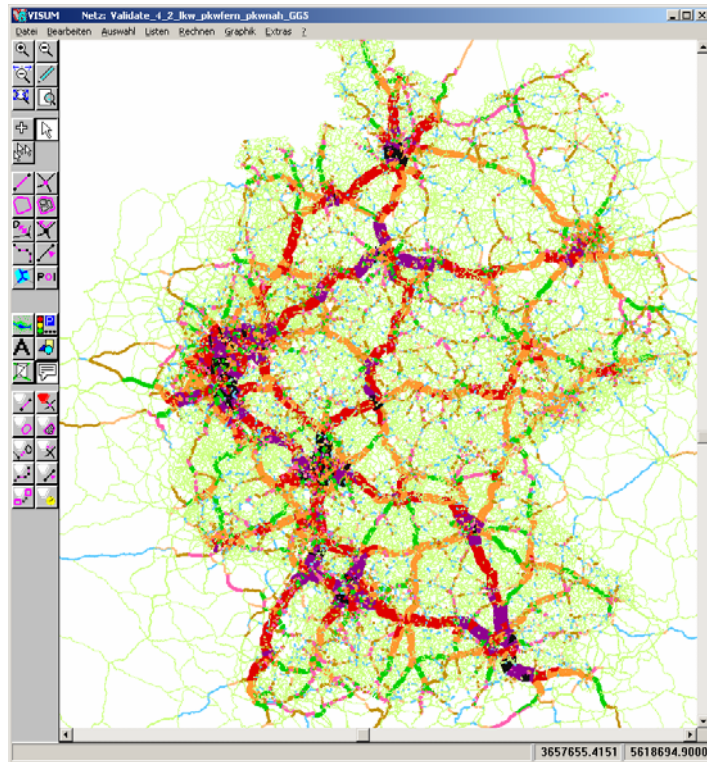 VISUM Netz: Validate_4_2_lkw_pkwfern_pkwnah_GG5
Datei Bearbeiten Auswahl Listen Rechnen Graphik Extras ?
POI
A
3657655.4151 5618694.9000